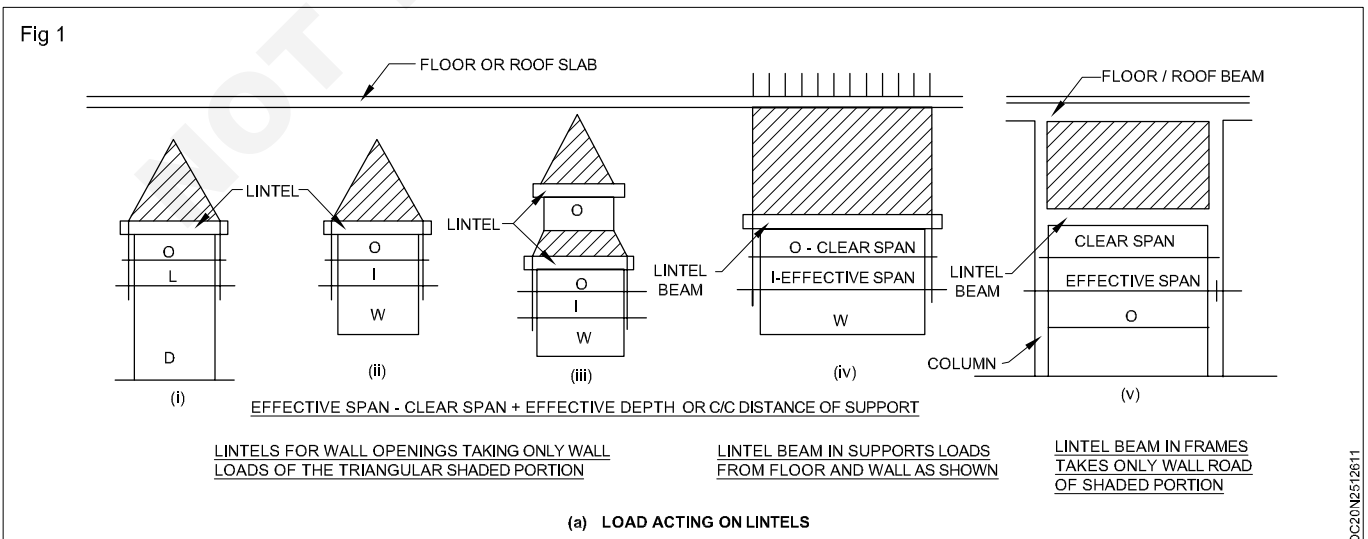 Fig 1
FLOOR OR ROOF SLAB
FLOOR / ROOF BEAM
LINTEL
O
L
D
(i)
O
I
W
(ii)
LINTEL
O
O
I
W
(iii)
LINTEL
BEAM
O - CLEAR SPAN
I-EFFECTIVE SPAN
W
(iv)
LINTEL
BEAM
COLUMN
CLEAR SPAN
EFFECTIVE SPAN
O
(v)
EFFECTIVE SPAN - CLEAR SPAN + EFFECTIVE DEPTH OR C/C DISTANCE OF SUPPORT
LINTELS FOR WALL OPENINGS TAKING ONLY WALL
LOADS OF THE TRIANGULAR SHADED PORTION
LINTEL BEAM IN SUPPORTS LOADS
FROM FLOOR AND WALL AS SHOWN
LINTEL BEAM IN FRAMES
TAKES ONLY WALL ROAD
OF SHADED PORTION
(a) LOAD ACTING ON LINTELS
DC20N2512611
NOT